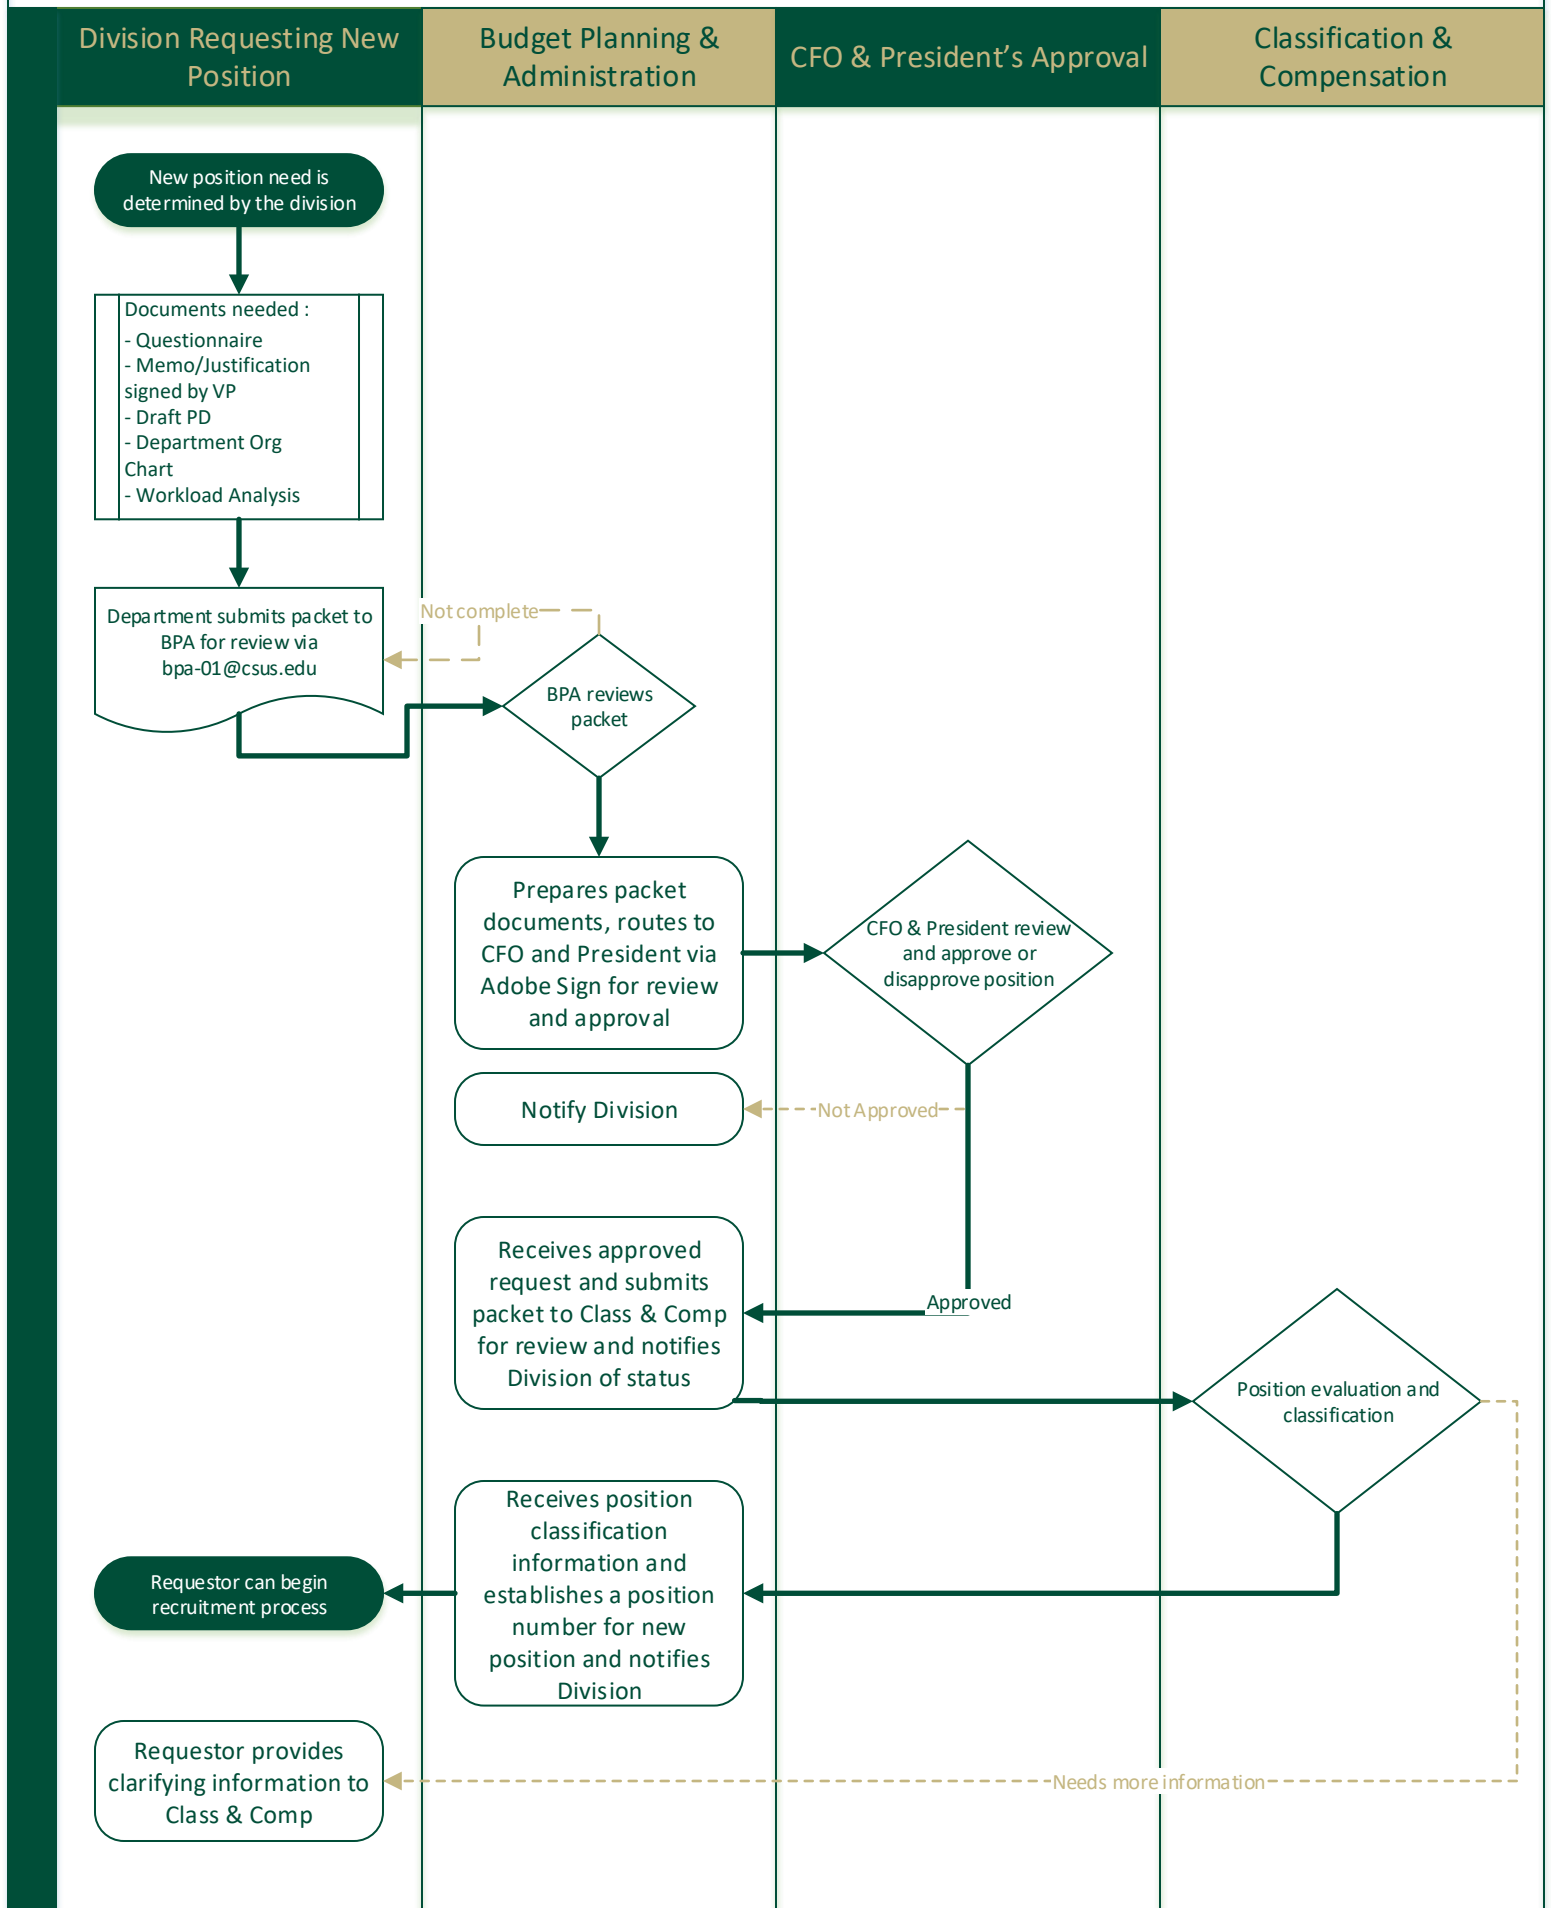 Division Requesting New
Position
Budget Planning &
Administration
CFO & President’s Approval
Classification &
Compensation
New position need is
determined by the division
Documents needed :
- Questionnaire
- Memo/Justification
signed by VP
- Draft PD
- Department Org
Chart
- Workload Analysis
Department submits packet to
BPA for review via
bpa-01@csus.edu
Not complete
BPA reviews
packet
Prepares packet
documents, routes to
CFO and President via
Adobe Sign for review
and approval
CFO & President review
and approve or
disapprove position
Notify Division
Not Approved
Receives approved
request and submits
packet to Class & Comp
for review and notifies
Division of status
Approved
Position evaluation and
classification
Receives position
classification
information and
establishes a position
number for new
position and notifies
Division
Requestor can begin
recruitment process
Requestor provides
clarifying information to
Class & Comp
Needs more information